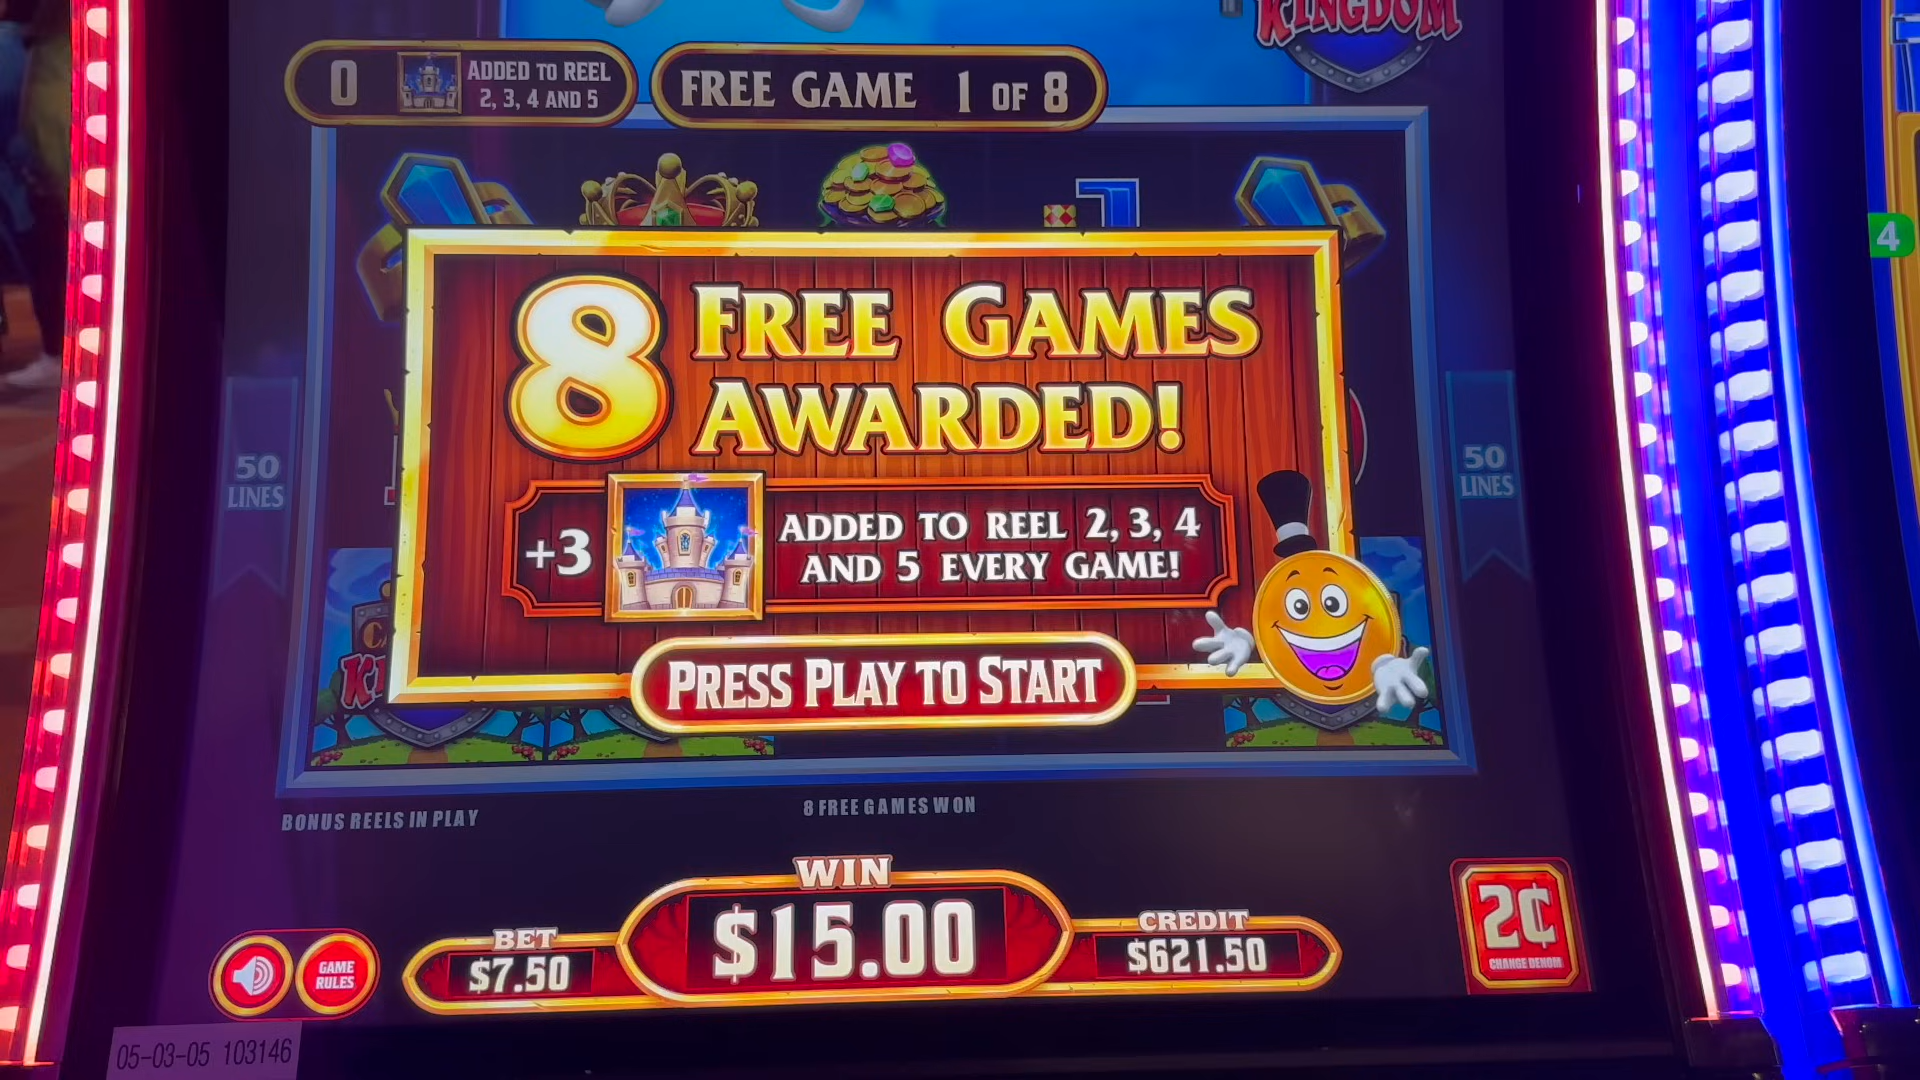 KINGDOM
0
ADDED TO REEL
2, 3, 4 AND 5
FREE GAME 1 OF 8
4
8 FREE GAMES
AWARDED!
50
LINES
50
LINES
+3
ADDED TO REEL 2, 3, 4
AND 5 EVERY GAME!
PRESS PLAY TO START
BONUS REELS IN PLAY
8 FREE GAMES WON
WIN
$15.00
BET
$7.50
CREDIT
$621.50
2¢
CHANGE DENOM
GAME
RULES
05-03-05 103146